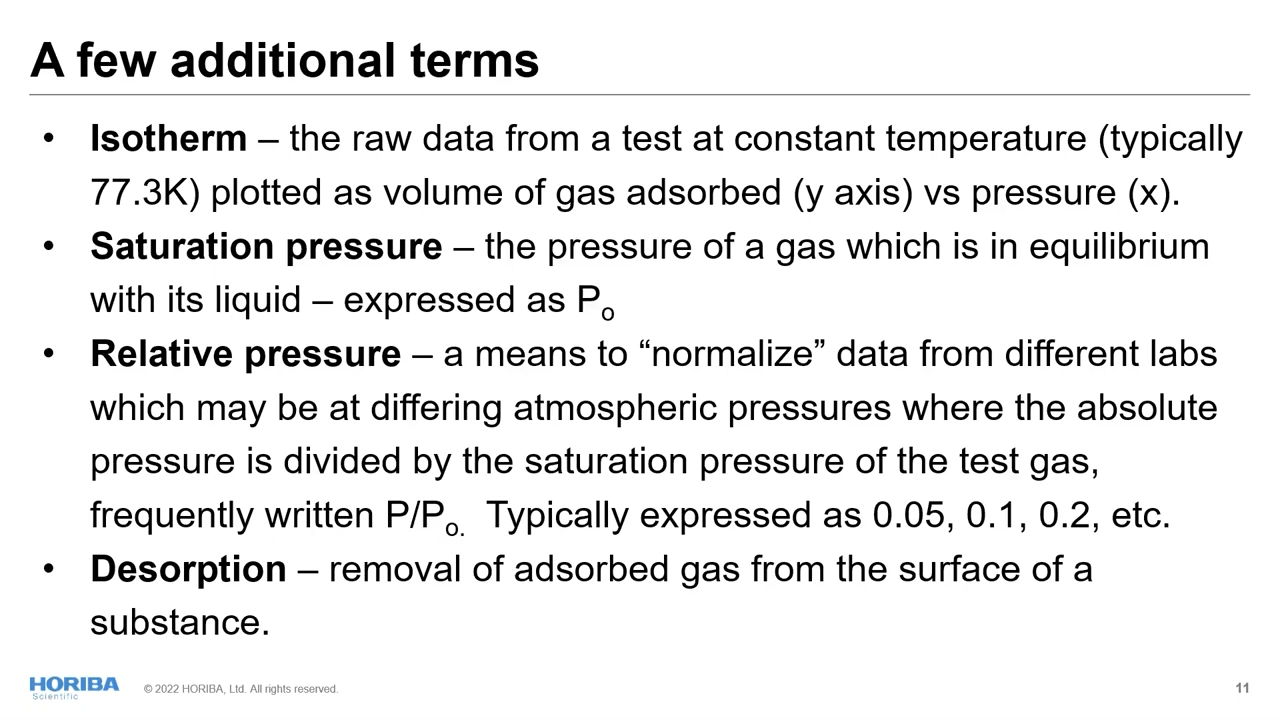 A few additional terms
• Isotherm – the raw data from a test at constant temperature (typically
77.3K) plotted as volume of gas adsorbed (y axis) vs pressure (x).
• Saturation pressure – the pressure of a gas which is in equilibrium
with its liquid – expressed as Po
• Relative pressure – a means to “normalize” data from different labs
which may be at differing atmospheric pressures where the absolute
pressure is divided by the saturation pressure of the test gas,
frequently written P/Po. Typically expressed as 0.05, 0.1, 0.2, etc.
• Desorption – removal of adsorbed gas from the surface of a
substance.
HORIBA
Scientific
© 2022 HORIBA, Ltd. All rights reserved.
11